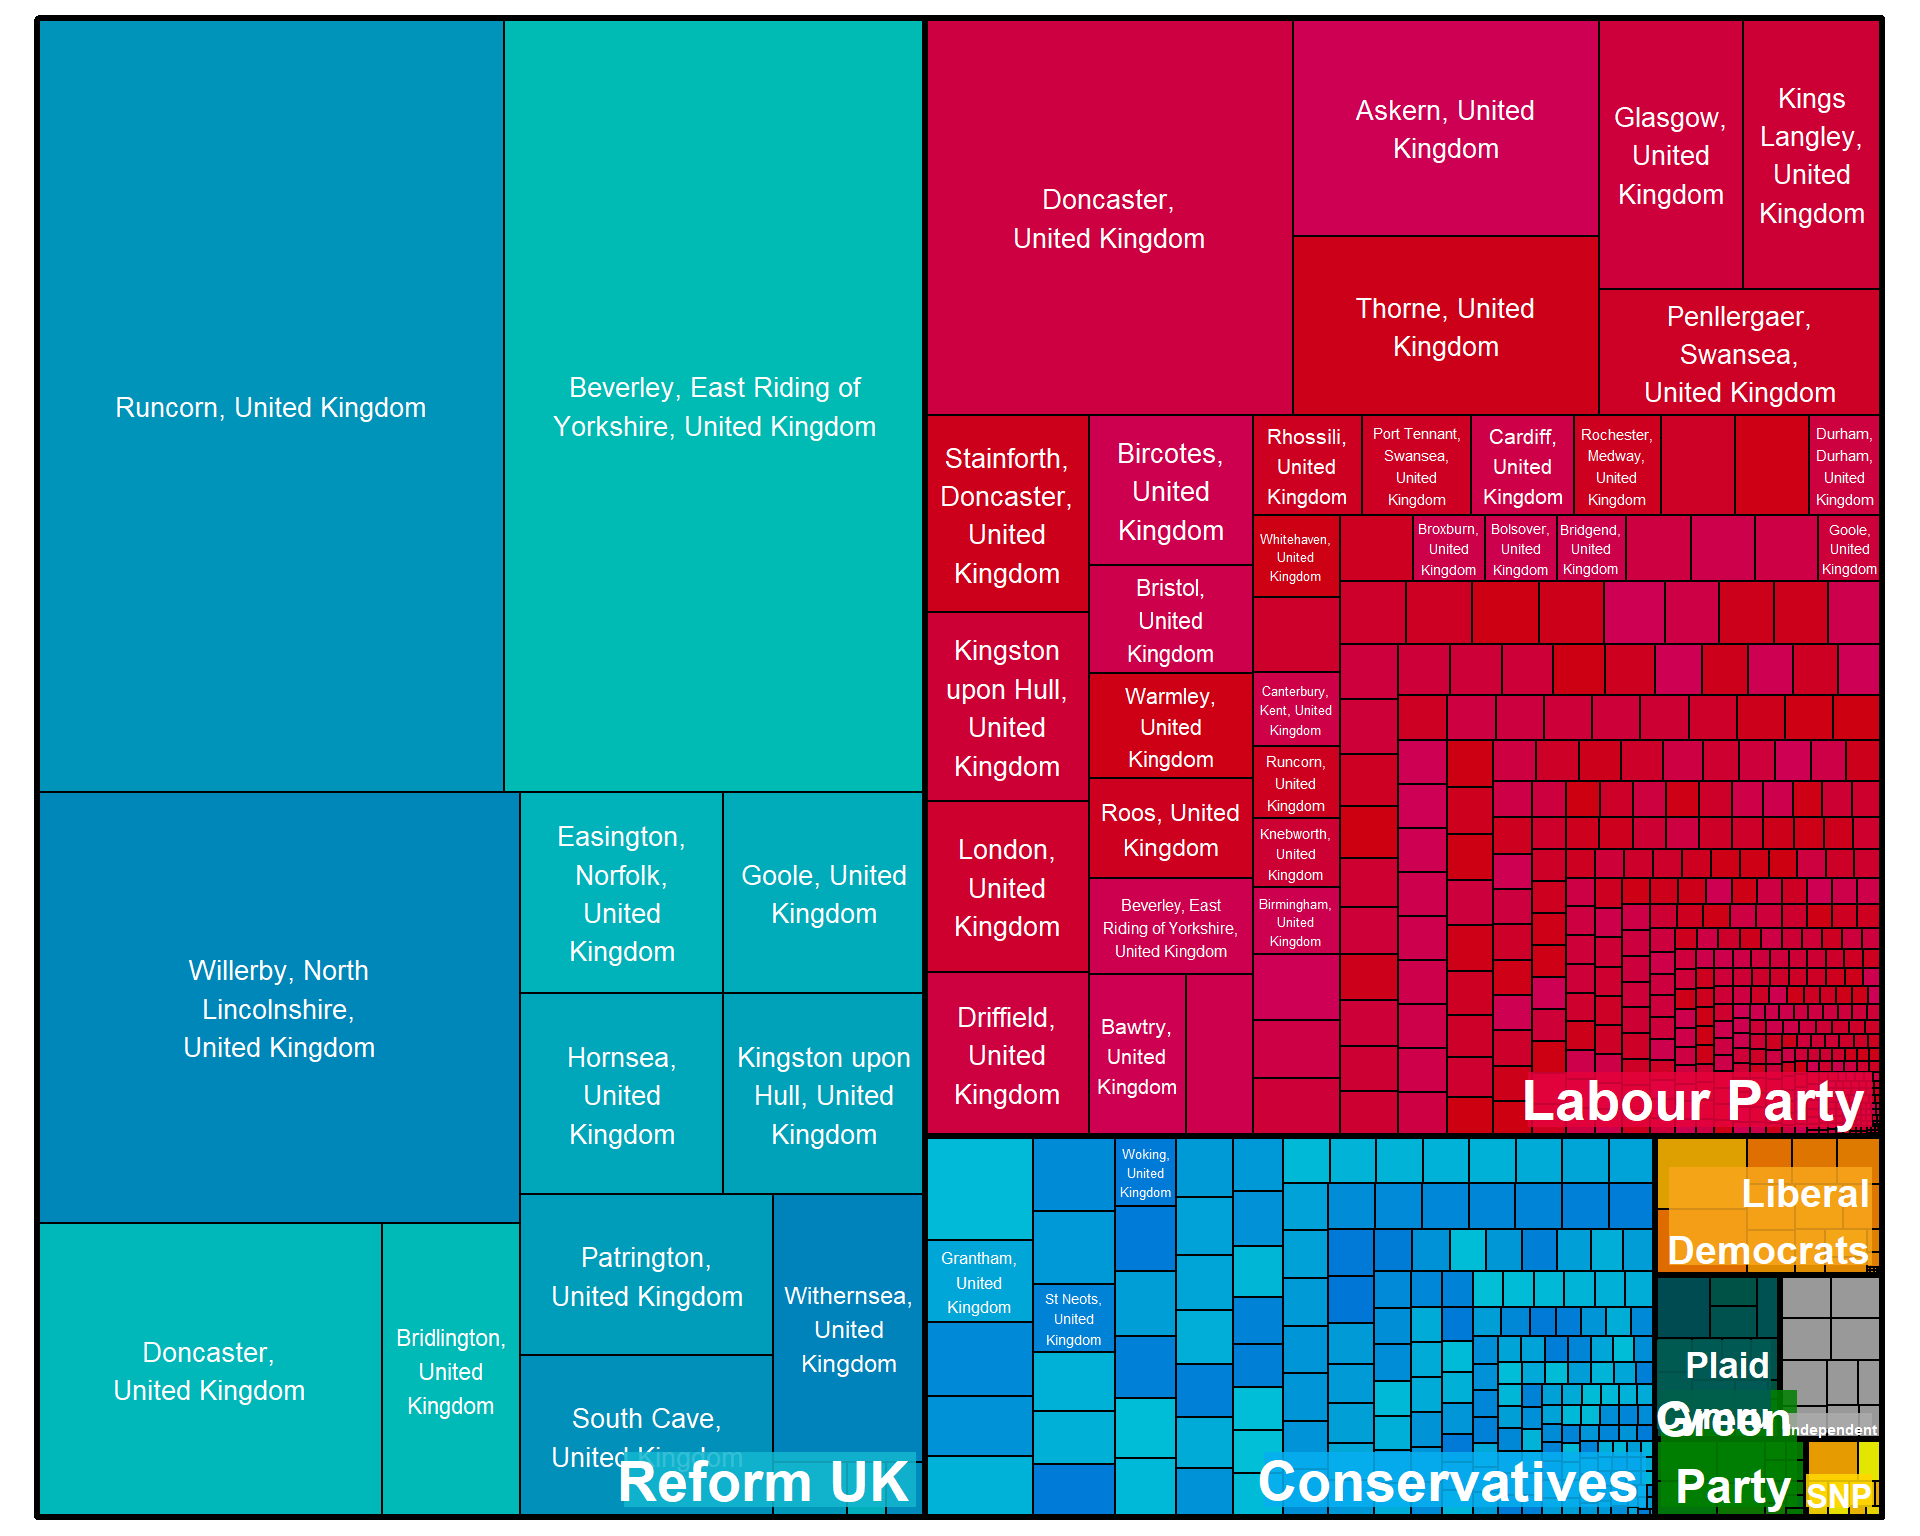 Runcorn, United Kingdom
Beverley, East Riding of
Yorkshire, United Kingdom
Willerby, North
Lincolnshire,
United Kingdom
Easington,
Norfolk,
United
Kingdom
Goole, United
Kingdom
Hornsea,
United
Kingdom
Kingston upon
Hull, United
Kingdom
Patrington,
United Kingdom
Withernsea,
United
Kingdom
Doncaster,
United Kingdom
Bridlington,
United
Kingdom
South Cave,
United Kingdom
Reform UK
Doncaster,
United Kingdom
Askern, United
Kingdom
Thorne, United
Kingdom
Glasgow,
United
Kingdom
Kings
Langley,
United
Kingdom
Penllergaer,
Swansea,
United Kingdom
Stainforth,
Doncaster,
United
Kingdom
Kingston
upon Hull,
United
Kingdom
London,
United
Kingdom
Driffield,
United
Kingdom
Bircotes,
United
Kingdom
Bristol,
United
Kingdom
Warmley,
United
Kingdom
Roos, United
Kingdom
Beverley, East
Riding of Yorkshire,
United Kingdom
Bawtry,
United
Kingdom
Rhossili,
United
Kingdom
Port Tennant,
Swansea,
United
Kingdom
Cardiff,
United
Kingdom
Rochester,
Medway,
United
Kingdom
Durham,
Durham,
United
Kingdom
Whitehaven,
United
Kingdom
Broxburn,
United
Kingdom
Bolsover,
United
Kingdom
Bridgend,
United
Kingdom
Goole,
United
Kingdom
Canterbury,
Kent, United
Kingdom
Runcorn,
United
Kingdom
Knebworth,
United
Kingdom
Birmingham,
United
Kingdom
Labour Party
Woking,
United
Kingdom
Grantham,
United
Kingdom
St Neots,
United
Kingdom
Conservatives
Liberal
Democrats
Plaid
Cymru
Green
Party
Independent
SNP